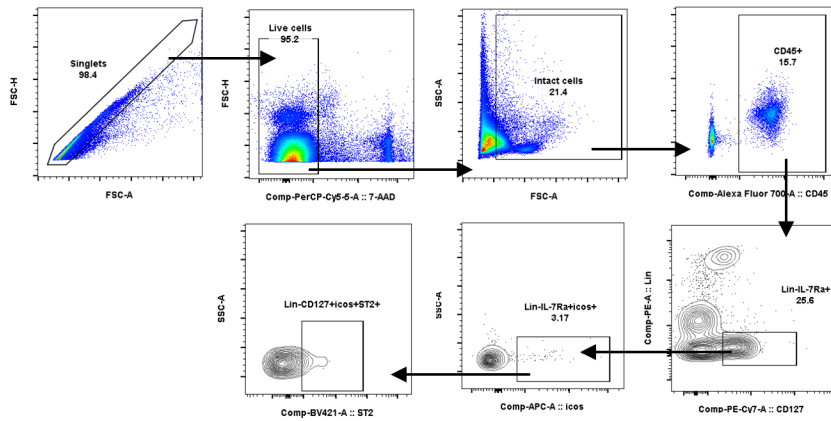 Singlets
98.4
FSC-H
FSC-A
Live cells
95.2
FSC-H
Comp-PerCP-Cy5-5-A :: 7-AAD
Intact cells
21.4
SSC-A
FSC-A
CD45+
15.7
Comp-Alexa Fluor 700-A :: CD45
Lin-CD127+icos+ST2+
SSC-A
Comp-BV421-A :: ST2
Lin-IL-7Ra+icos+
3.17
SSC-A
Comp-APC-A :: icos
Lin-IL-7Ra+
25.6
Comp-PE-A :: Lin
Comp-PE-Cy7-A :: CD127